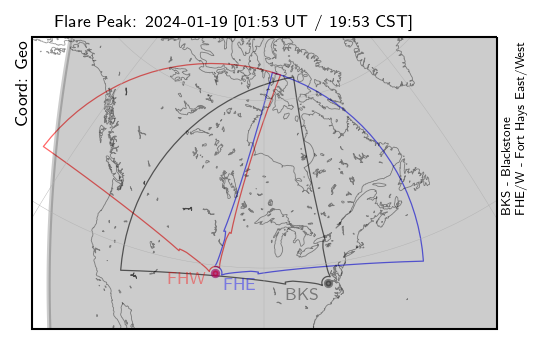 Flare Peak: 2024-01-19 [01:53 UT / 19:53 CST]
Coord: Geo
BKS - Blackstone
FHE/W - Fort Hays East/West
FHW
FHE
BKS